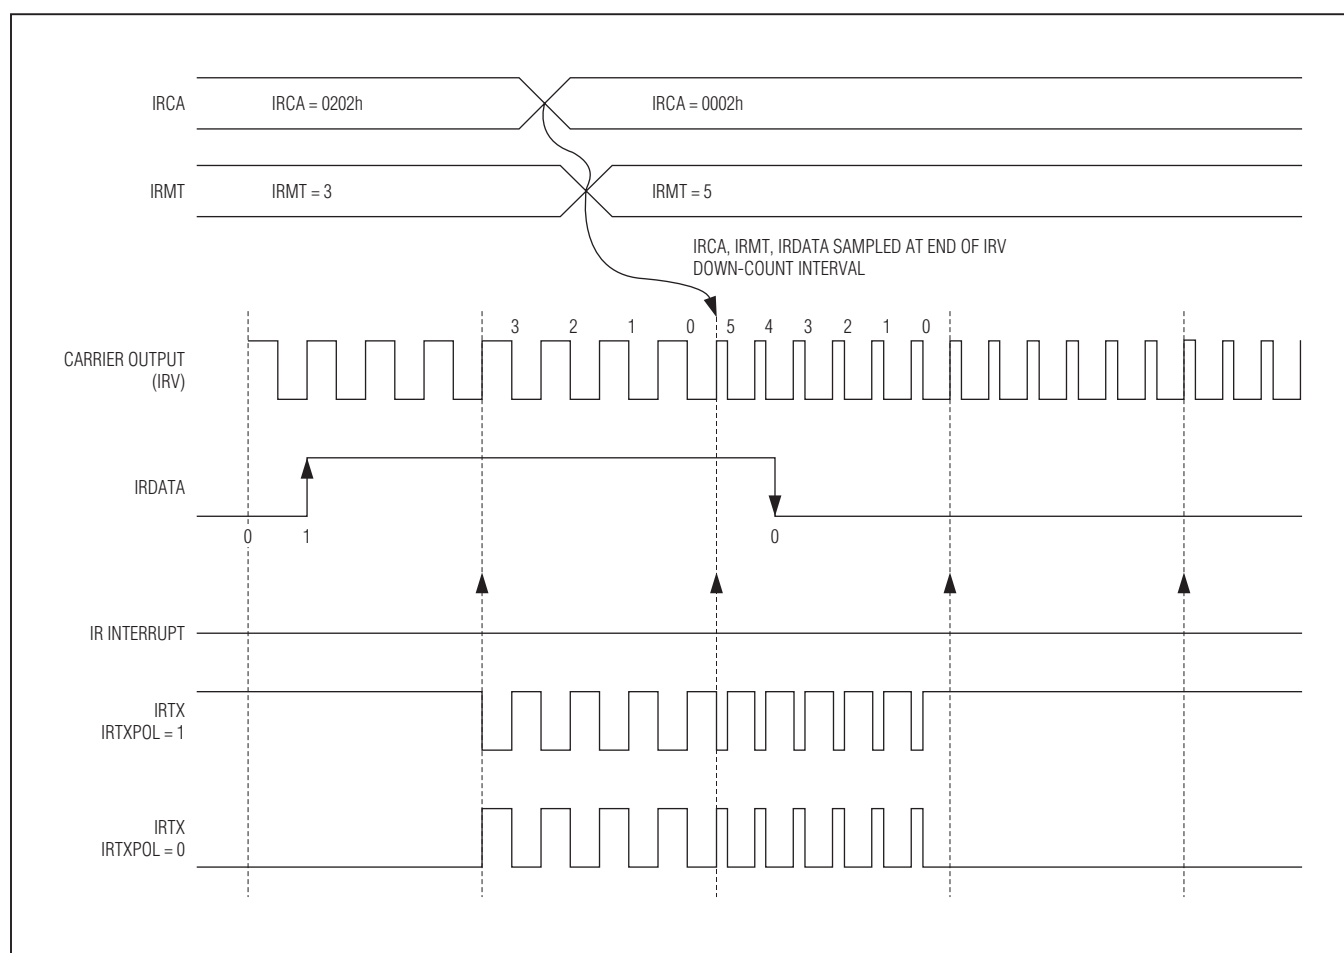 IRCA
IRCA = 0202h
IRCA = 0002h
IRMT
IRMT = 3
IRMT = 5
IRCA, IRMT, IRDATA SAMPLED AT END OF IRV
DOWN-COUNT INTERVAL
3 2 1 0 5 4 3 2 1 0
CARRIER OUTPUT
(IRV)
IRDATA
0 1 0
IR INTERRUPT
IRTX
IRTXPOL = 1
IRTX
IRTXPOL = 0